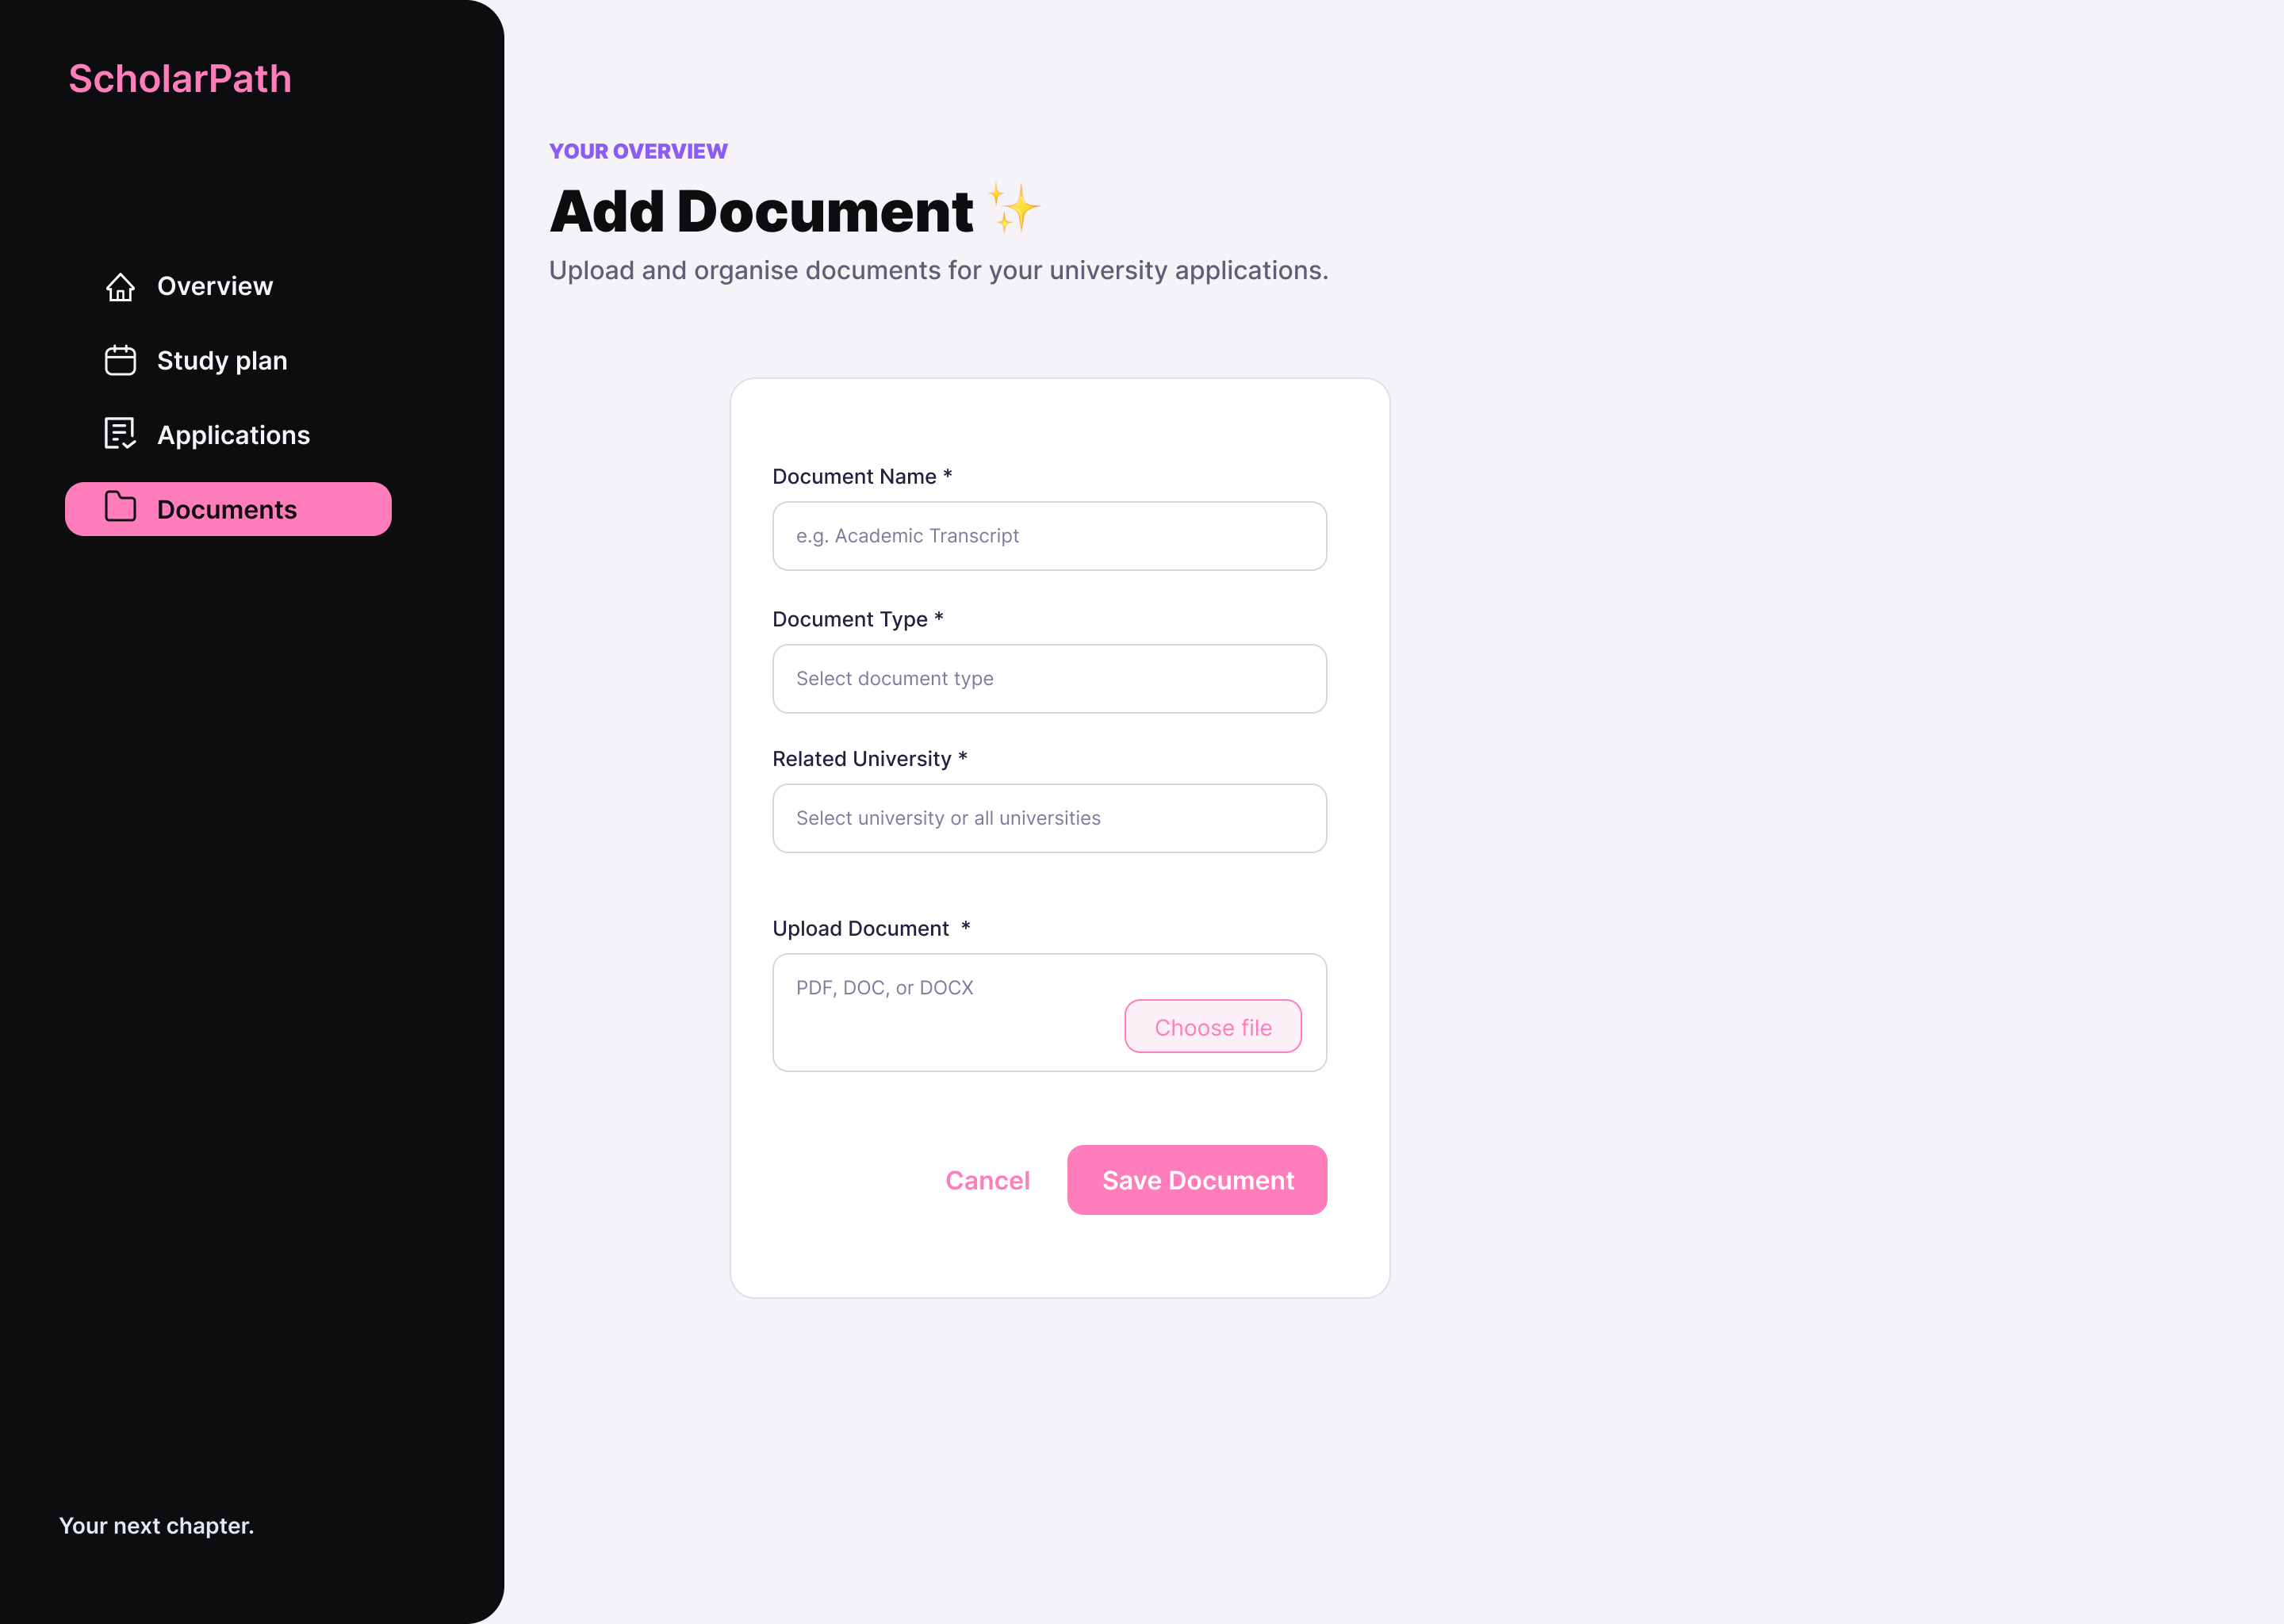 ScholarPath
Overview
Study plan
Applications
Documents
Your next chapter.
YOUR OVERVIEW
Add Document ✨
Upload and organise documents for your university applications.
Document Name *
e.g. Academic Transcript
Document Type *
Select document type
Related University *
Select university or all universities
Upload Document *
PDF, DOC, or DOCX
Choose file
Cancel
Save Document